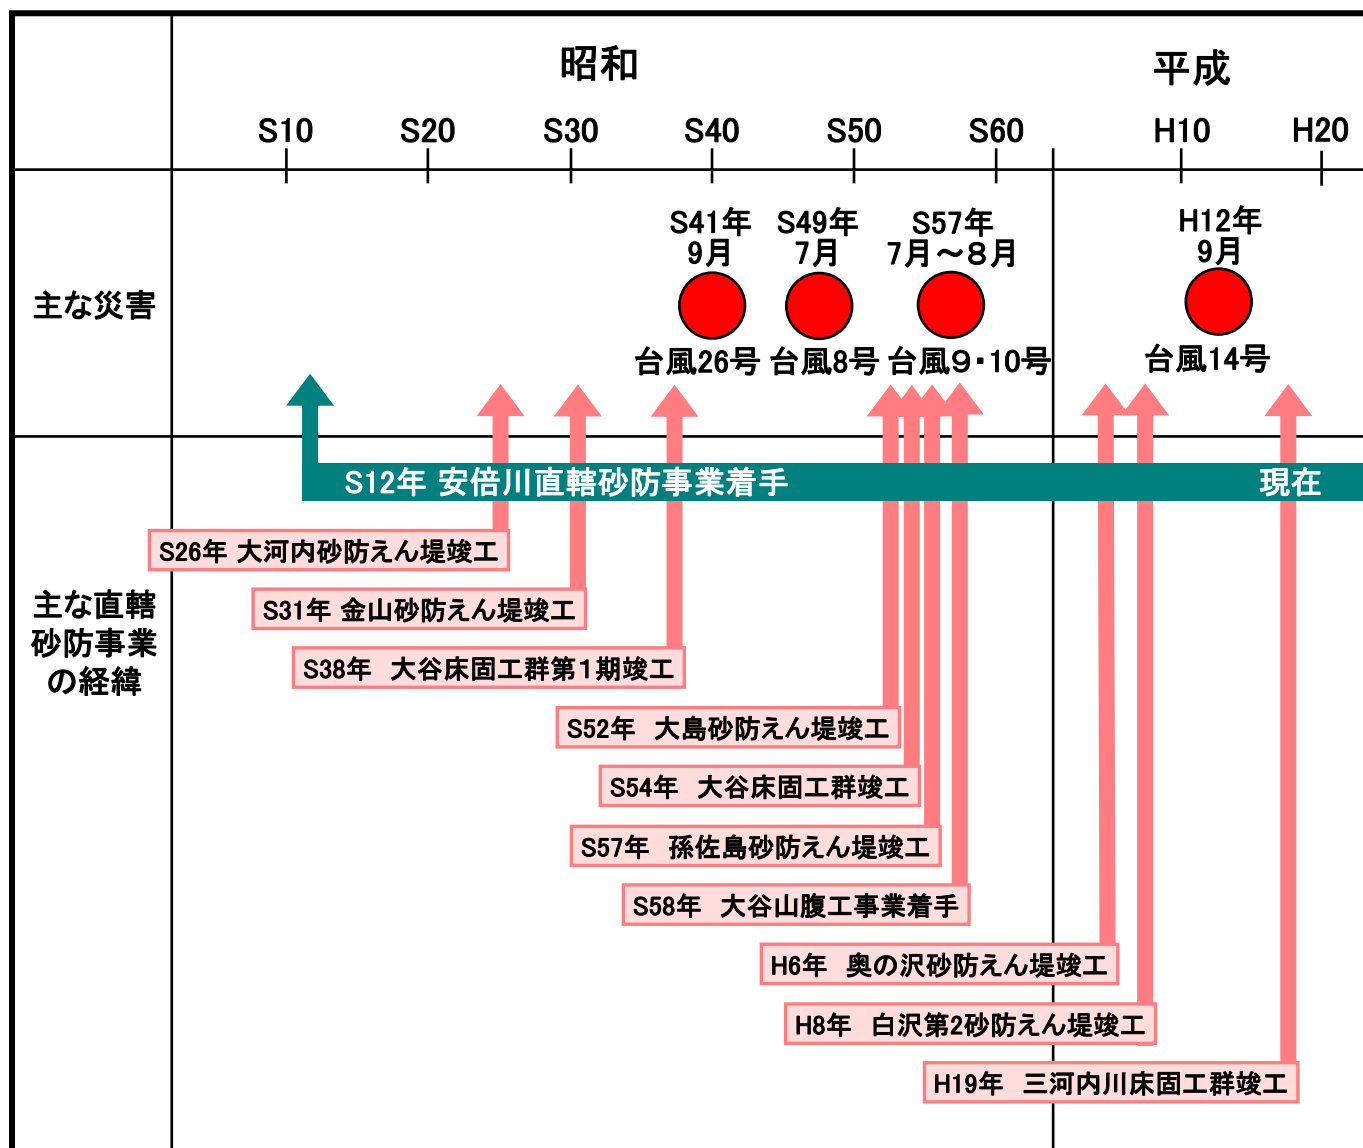 昭和
平成
S10
S20
S30
S40
S50
S60
H10
H20
主な災害
S41年
9月
台風26号
S49年
7月
台風8号
S57年
7月～８月
台風９・10号
H12年
9月
台風14号
S12年 安倍川直轄砂防事業着手
現在
主な直轄
砂防事業
の経緯
S26年 大河内砂防えん堤竣工
S31年 金山砂防えん堤竣工
S38年　大谷床固工群第１期竣工
S52年　大島砂防えん堤竣工
S54年　大谷床固工群竣工
S57年　孫佐島砂防えん堤竣工
S58年　大谷山腹工事業着手
H6年　奥の沢砂防えん堤竣工
H8年　白沢第2砂防えん堤竣工
H19年　三河内川床固工群竣工